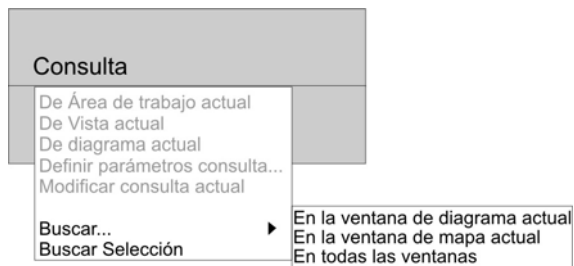 Consulta
De Área de trabajo actual
De Vista actual
De diagrama actual
Definir parámetros consulta...
Modificar consulta actual
Buscar...
Buscar Selección
En la ventana de diagrama actual
En la ventana de mapa actual
En todas las ventanas